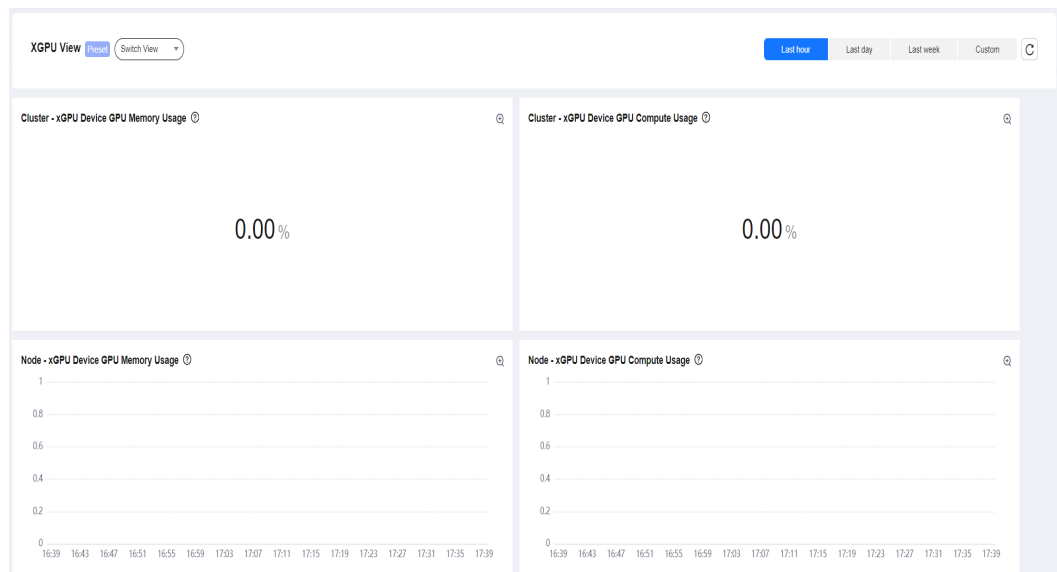 XGPU View Preset Switch View Last hour Last day Last week Custom
Cluster - xGPU Device GPU Memory Usage
0.00 %
Cluster - xGPU Device GPU Compute Usage
0.00 %
Node - xGPU Device GPU Memory Usage
1
0.8
0.6
0.4
0.2
0
16:39 16:43 16:47 16:51 16:55 16:59 17:03 17:07 17:11 17:15 17:19 17:23 17:27 17:31 17:35 17:39
Node - xGPU Device GPU Compute Usage
1
0.8
0.6
0.4
0.2
0
16:39 16:43 16:47 16:51 16:55 16:59 17:03 17:07 17:11 17:15 17:19 17:23 17:27 17:31 17:35 17:39